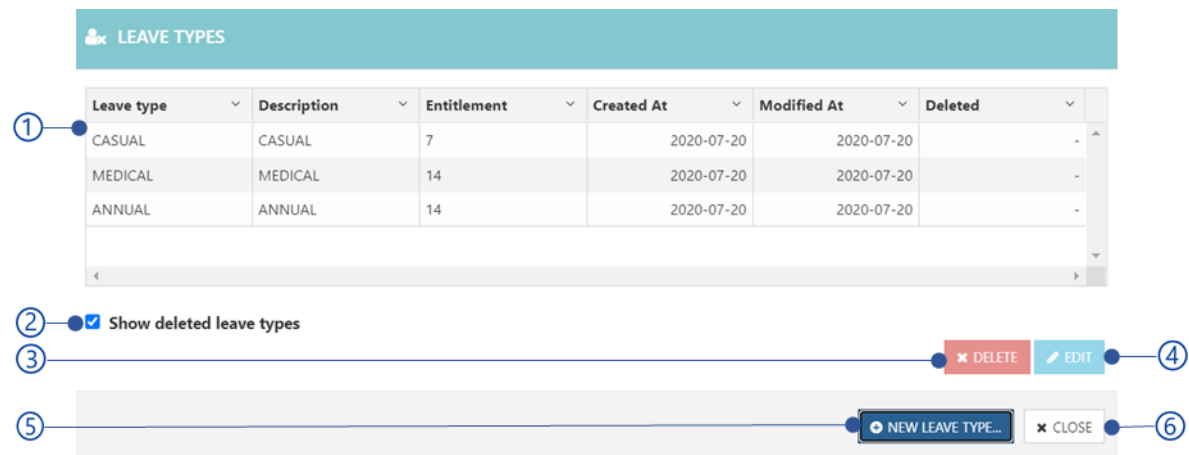 LEAVE TYPES
Leave type Description Entitlement Created At Modified At Deleted
1
CASUAL CASUAL 7 2020-07-20 2020-07-20 -
MEDICAL MEDICAL 14 2020-07-20 2020-07-20 -
ANNUAL ANNUAL 14 2020-07-20 2020-07-20 -
2 Show deleted leave types
3 DELETE EDIT 4
5 NEW LEAVE TYPE... CLOSE 6